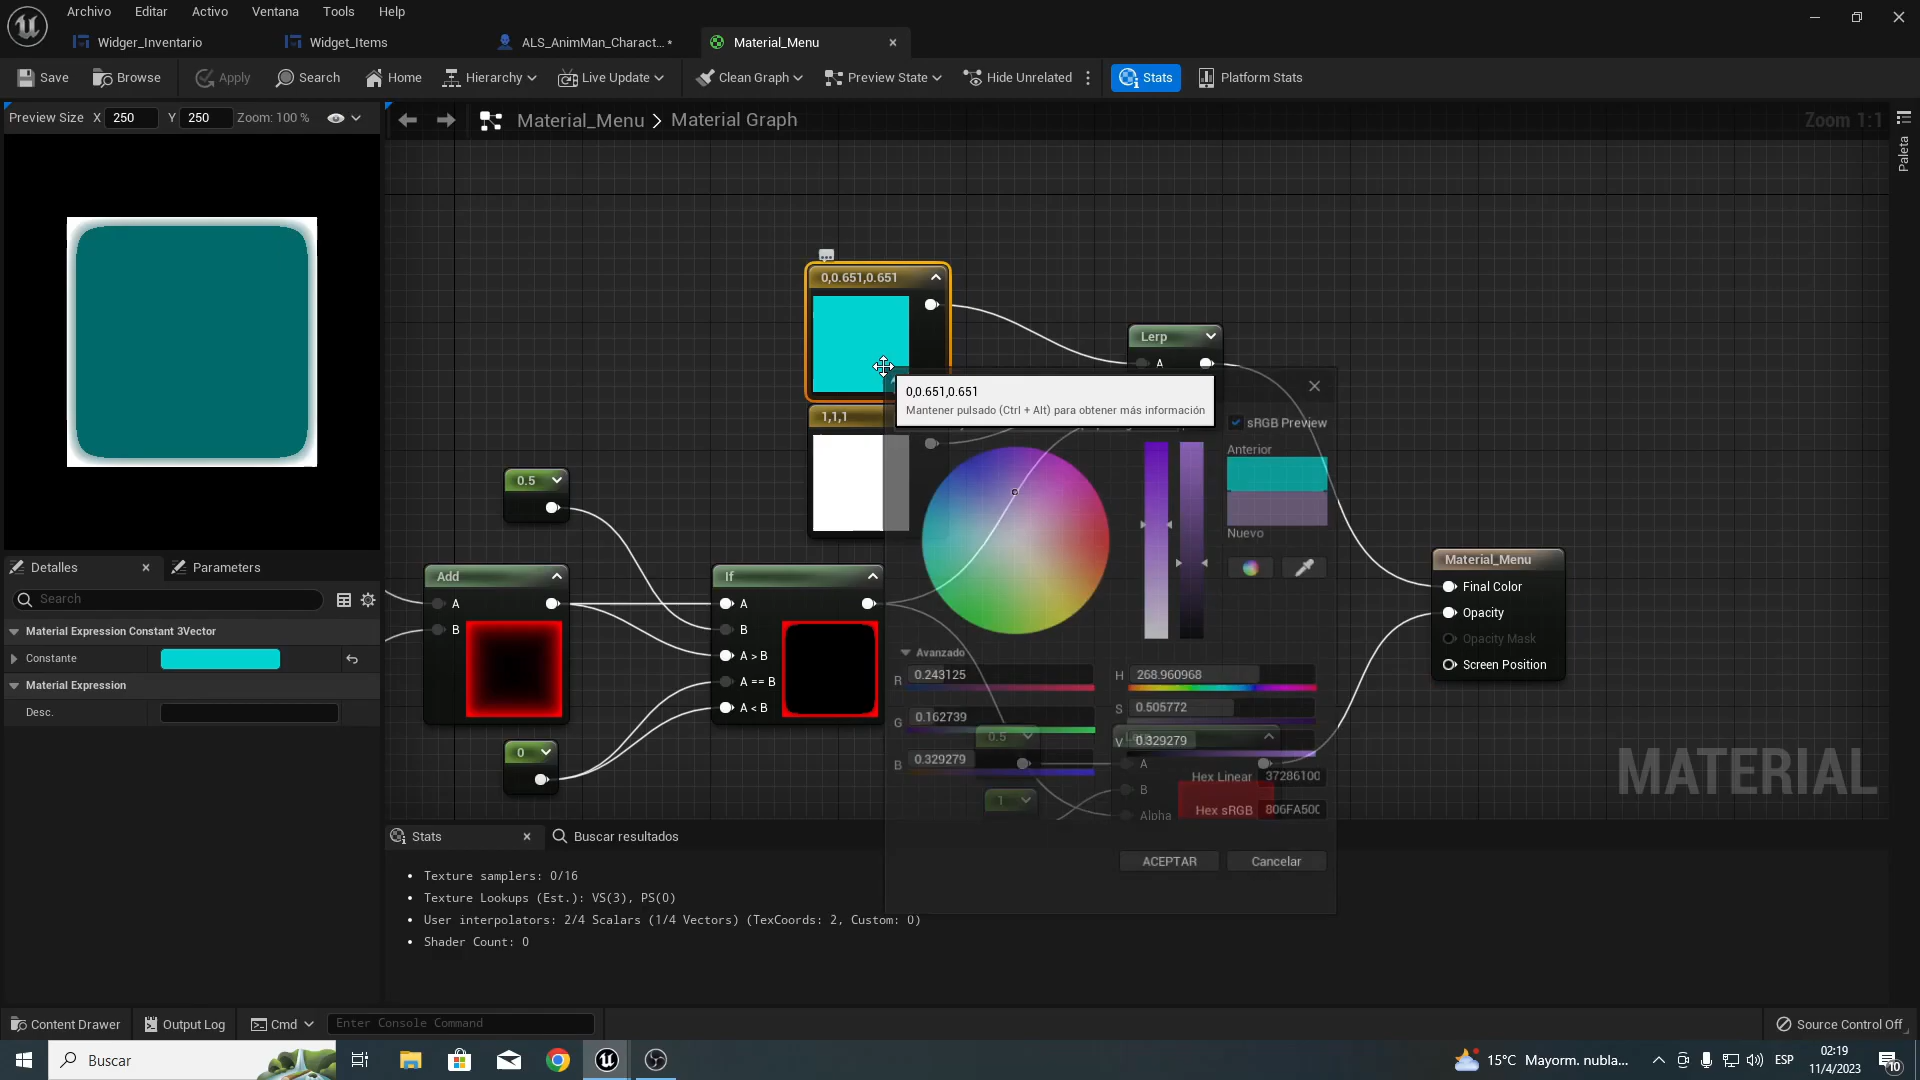 Archivo Editar Activo Ventana Tools Help
Widger_Inventario Widget_Items ALS_AnimMan_Charact...• Material_Menu
Save Browse Apply Search Home Hierarchy Live Update Clean Graph Preview State Hide Unrelated Stats Platform Stats
Preview Size X 250 Y 250 Zoom: 100 %
Material_Menu > Material Graph
Zoom 1:1
Paleta
0,0.651,0.651
Lerp
A
0,0.651,0.651
Mantener pulsado (Ctrl + Alt) para obtener más información
1,1,1
sRGB Preview
Anterior
Nuevo
0.5
Add
A
B
If
A
B
A > B
A == B
A < B
0
Material_Menu
Final Color
Opacity
Opacity Mask
Screen Position
Avanzado
R 0.243125
G 0.162739
B 0.329279
H 268.960968
S 0.505772
V 0.329279
Hex Linear 37286100
Hex sRGB 806FA50C
0.5
1
A
B
Alpha
ACEPTAR Cancelar
MATERIAL
Detalles Parameters
Search
Material Expression Constant 3Vector
Constante
Material Expression
Desc.
Stats Buscar resultados
• Texture samplers: 0/16
• Texture Lookups (Est.): VS(3), PS(0)
• User interpolators: 2/4 Scalars (1/4 Vectors) (TexCoords: 2, Custom: 0)
• Shader Count: 0
Content Drawer Output Log Cmd Enter Console Command Source Control Off
Buscar 15°C Mayorm. nubla... ESP 02:19
11/4/2023
10